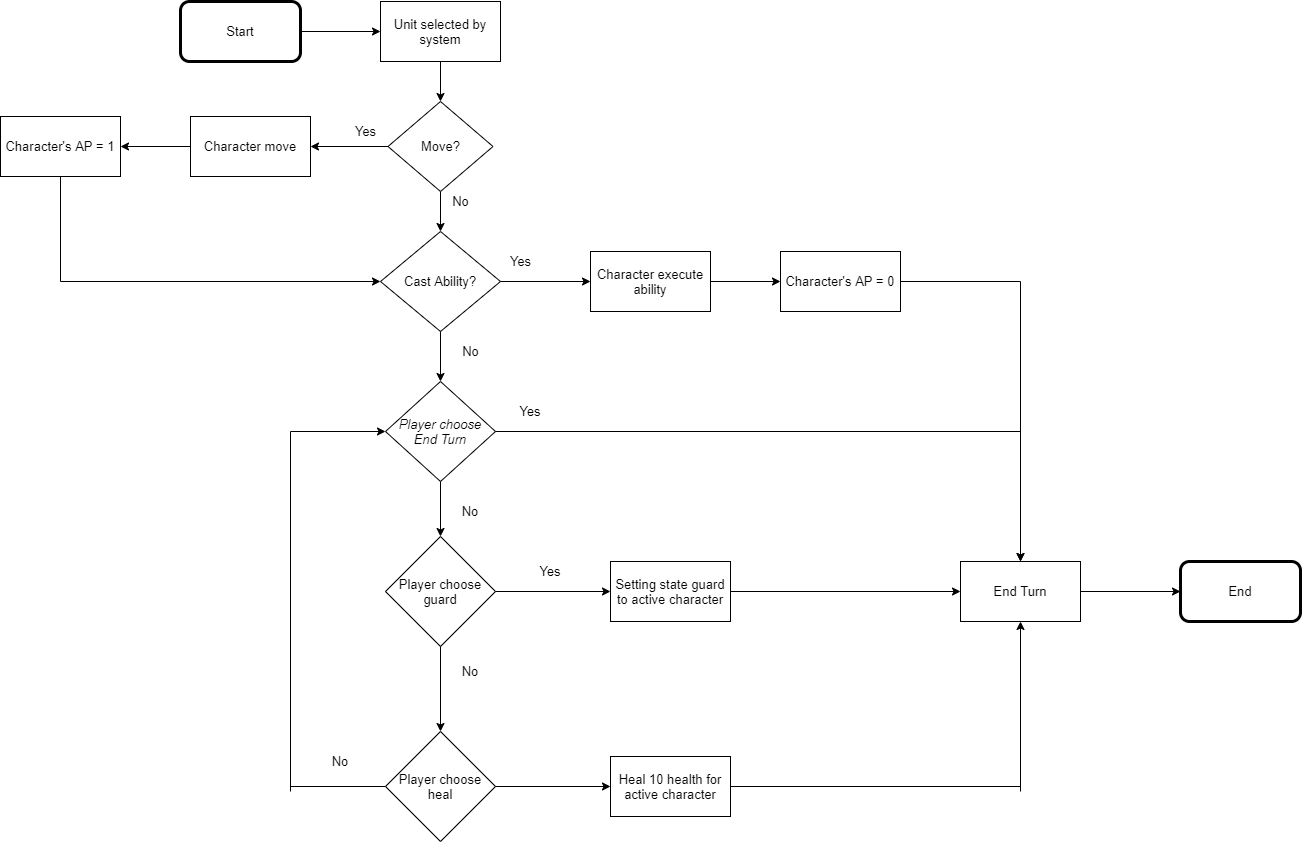 Start
Unit selected by
system
Yes
Move?
Character move
Character's AP = 1
No
Cast Ability?
Yes
Character execute
ability
Character's AP = 0
No
Player choose
End Turn
Yes
No
Player choose
guard
Yes
Setting state guard
to active character
End Turn
End
No
No
Player choose
heal
Heal 10 health for
active character